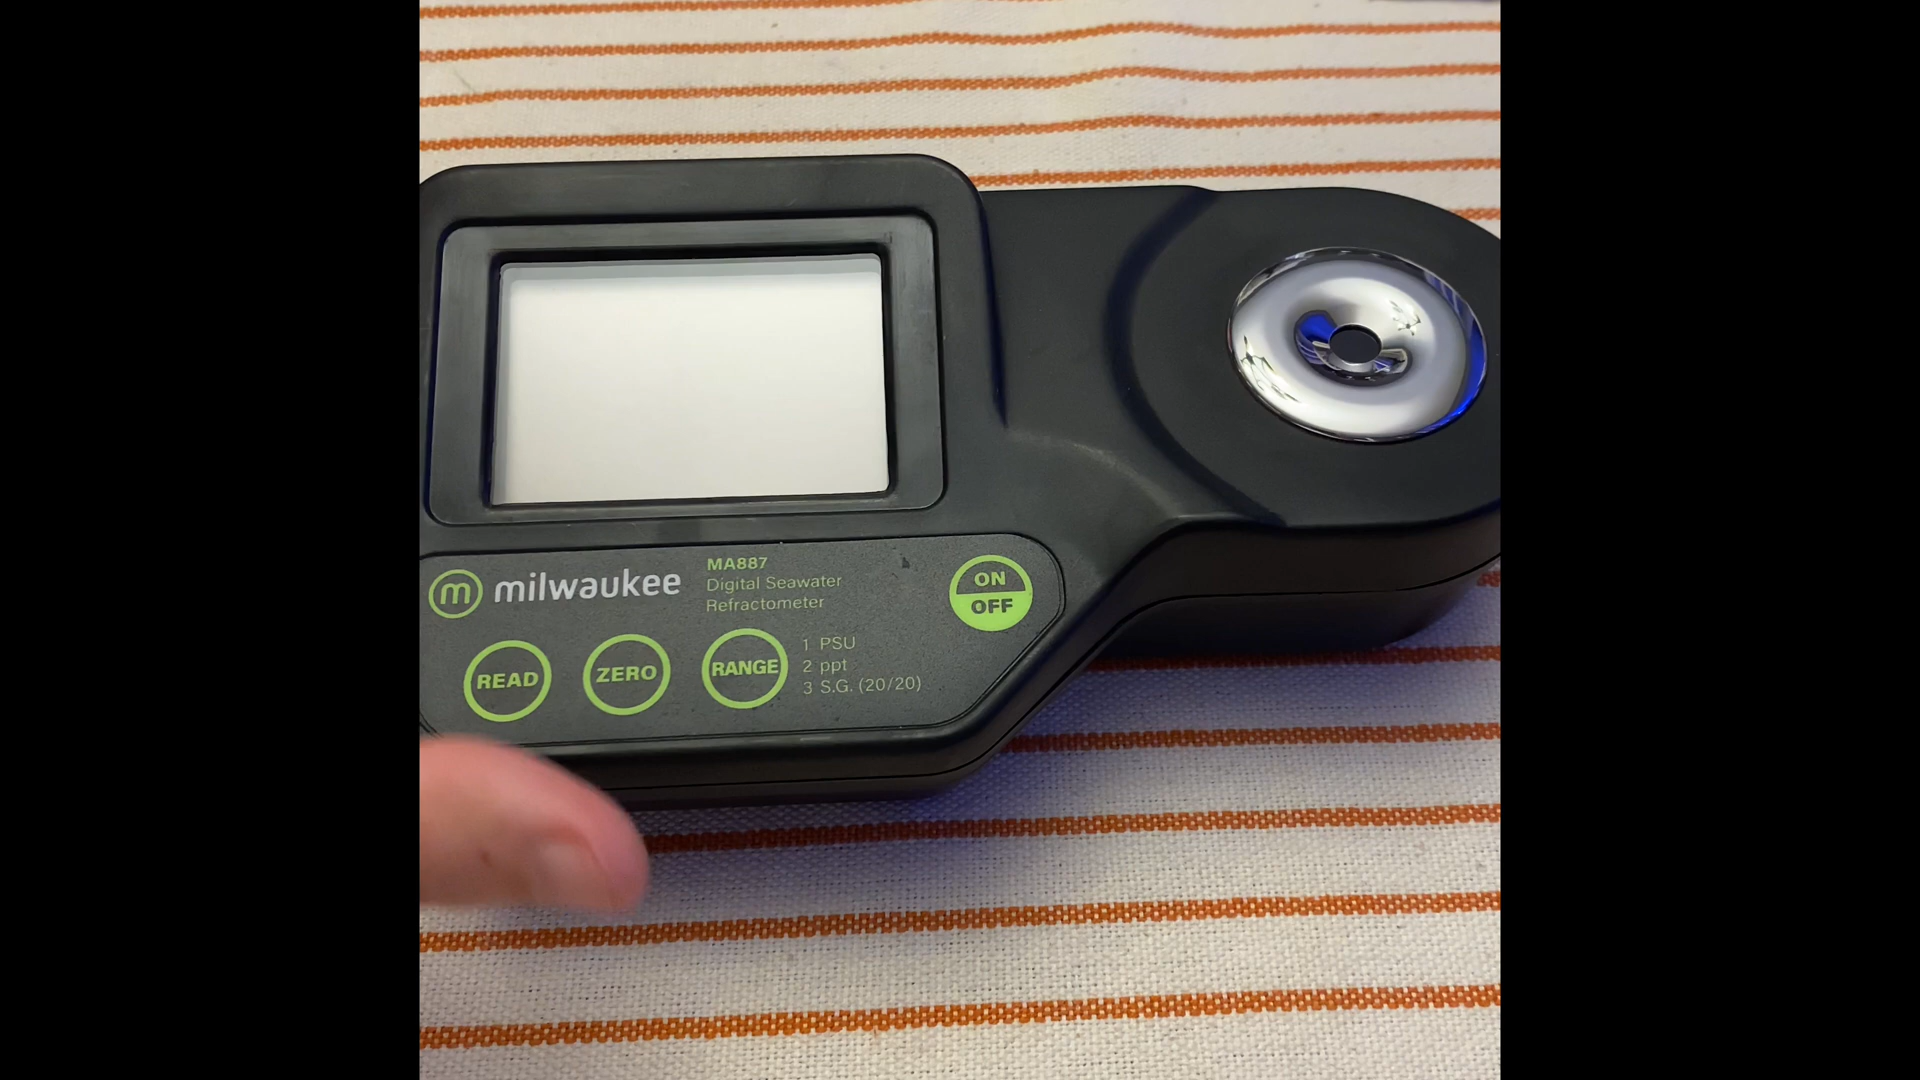 milwaukee
MA887
Digital Seawater
Refractometer
ON
OFF
READ
ZERO
RANGE
1 PSU
2 ppt
3 S.G. (20/20)